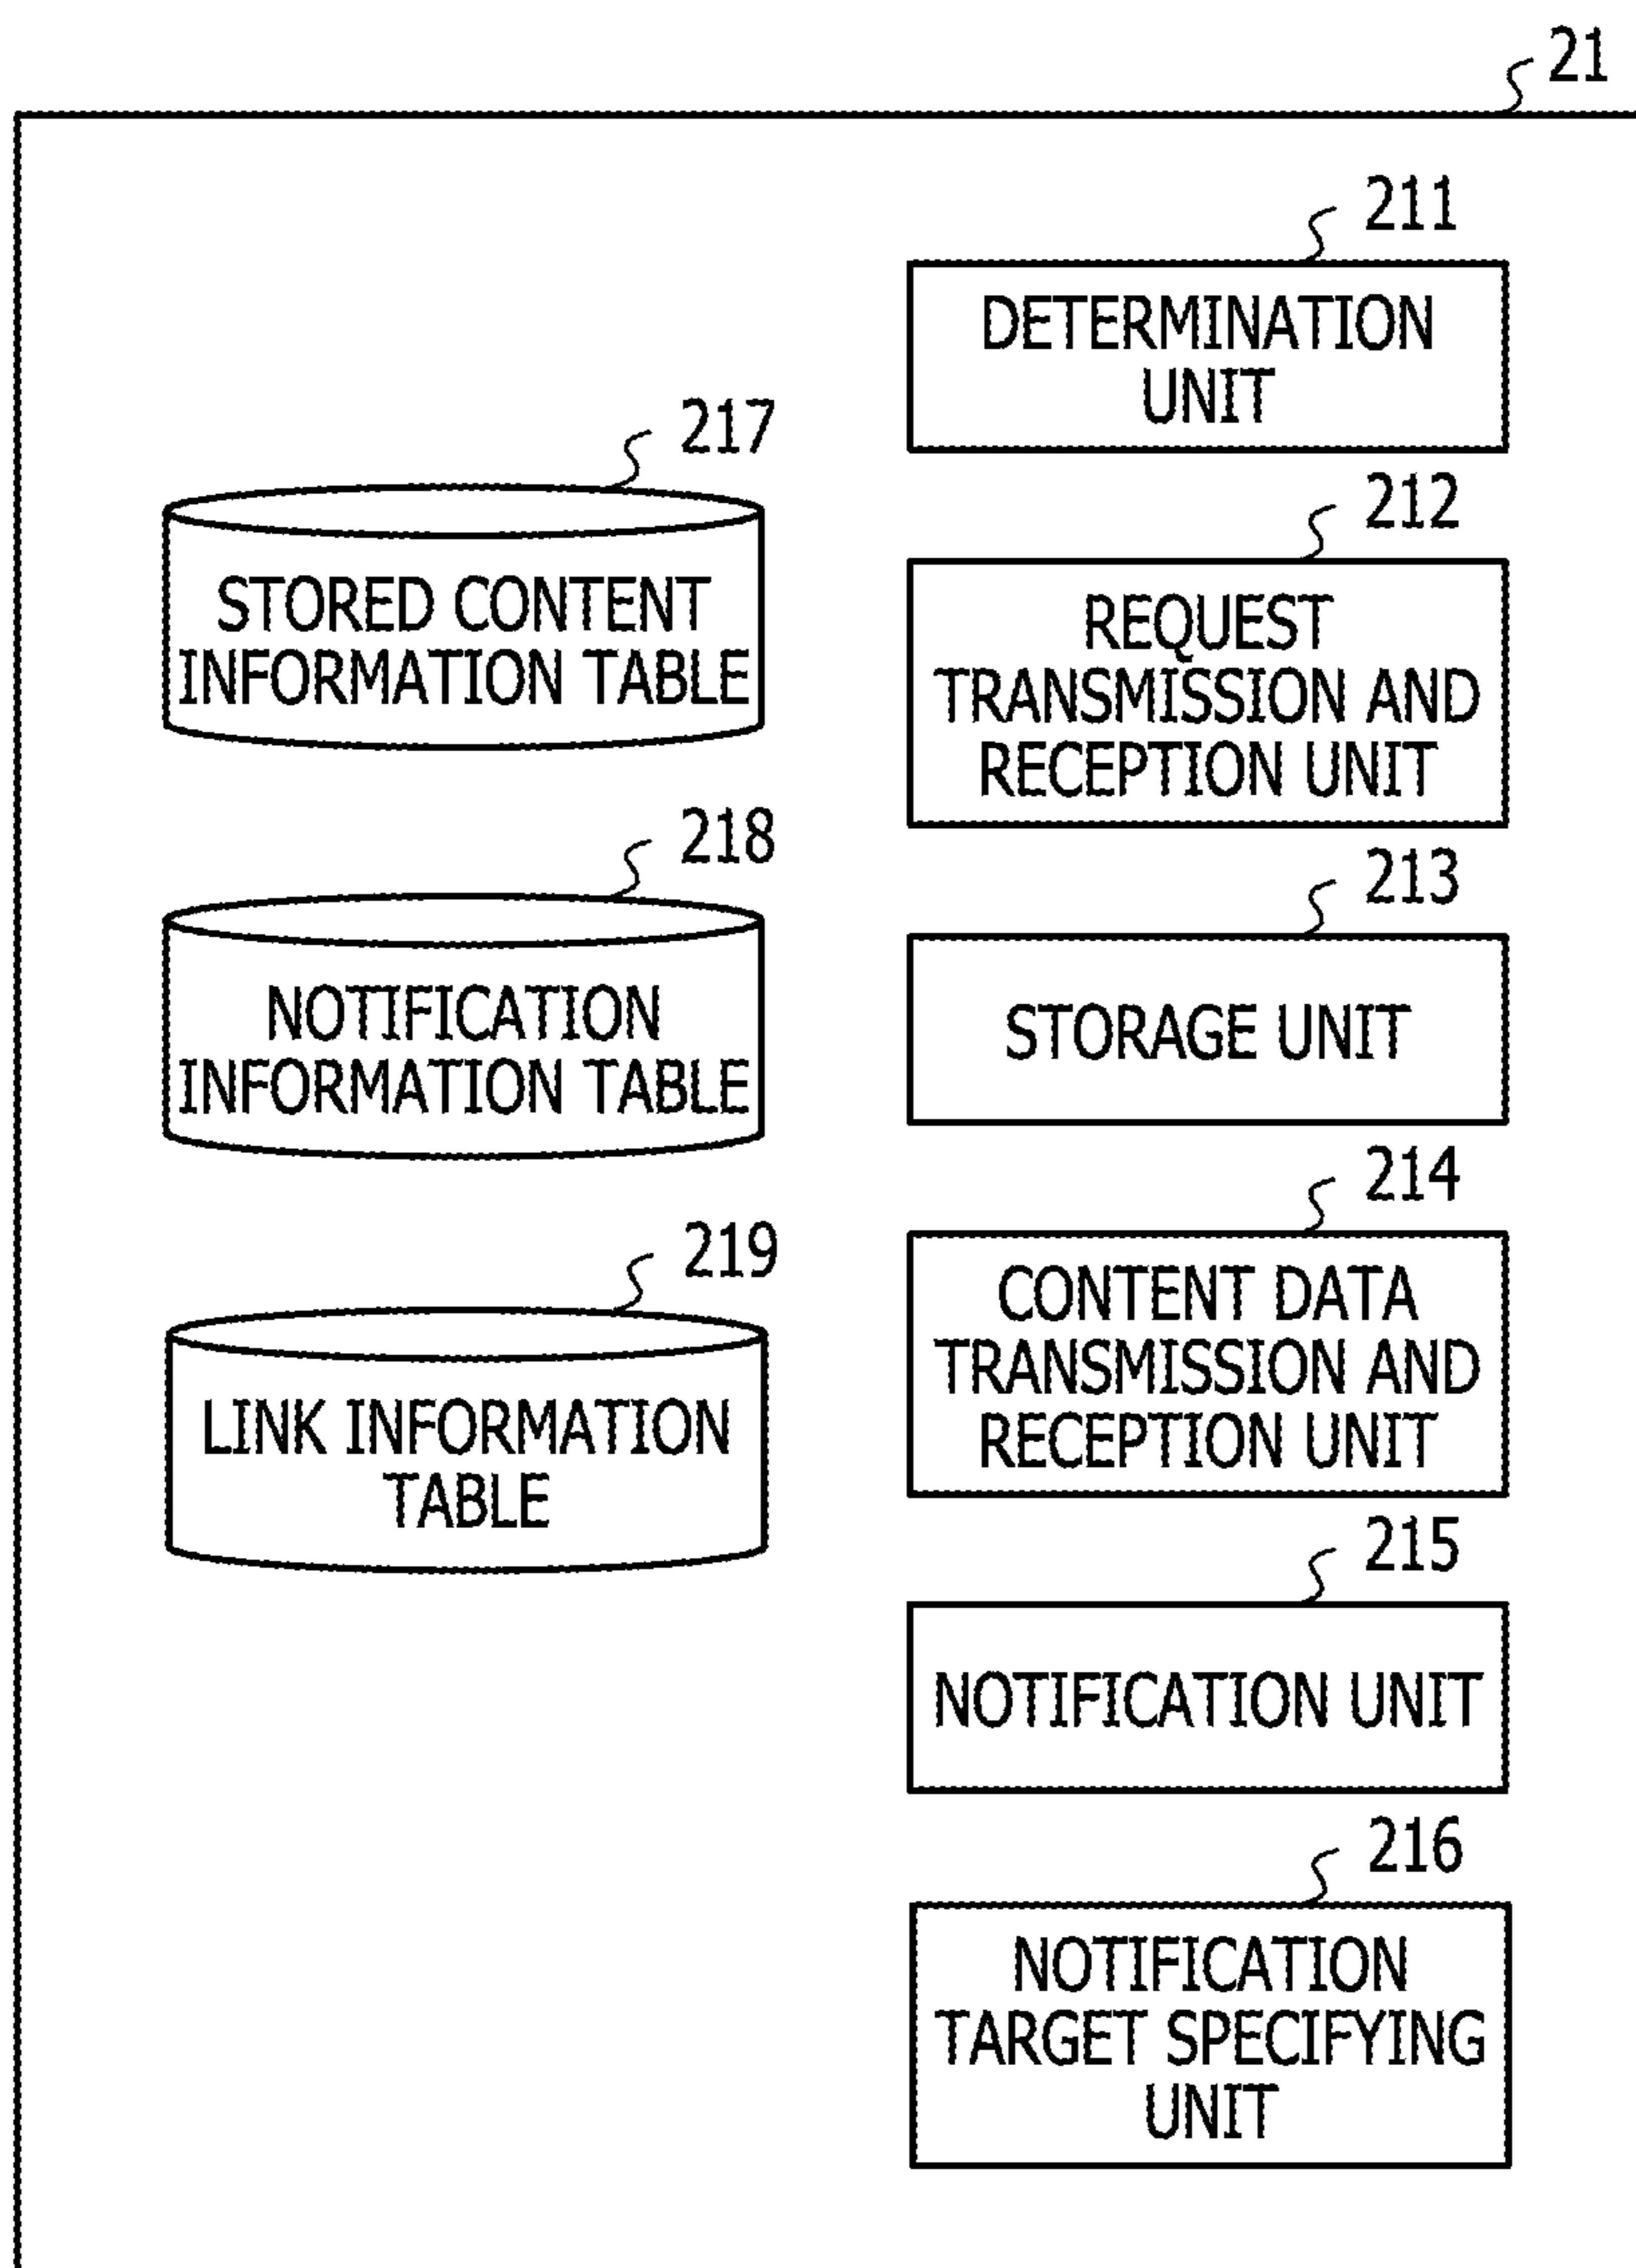 21
211
DETERMINATION
UNIT
217
STORED CONTENT
INFORMATION TABLE
212
REQUEST
TRANSMISSION AND
RECEPTION UNIT
218
NOTIFICATION
INFORMATION TABLE
213
STORAGE UNIT
214
CONTENT DATA
TRANSMISSION AND
RECEPTION UNIT
219
LINK INFORMATION
TABLE
215
NOTIFICATION UNIT
216
NOTIFICATION
TARGET SPECIFYING
UNIT